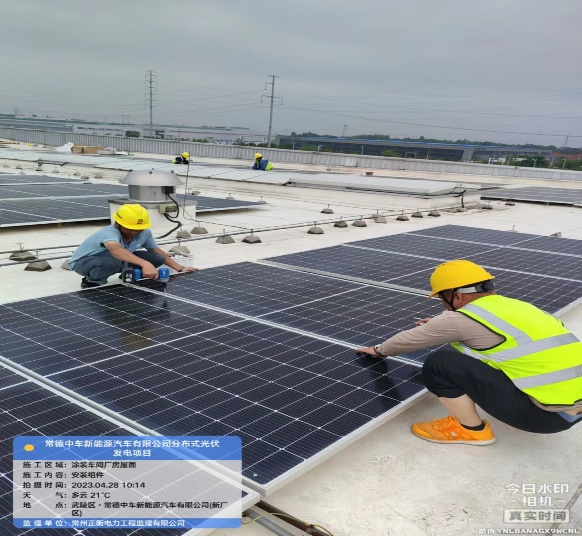 常德中车新能源汽车有限公司分布式光伏
发电项目
施工区域：涂装车间厂房屋面
施工内容：安装组件
拍摄时间：2023.04.28 10:14
天 气：多云 21℃
地 点：武陵区·常德中车新能源汽车有限公司(新厂
区)
监理单位：常州正衡电力工程监理有限公司
今日水印
相机
真实时间
防伪 YNLBANAGX9WCNL